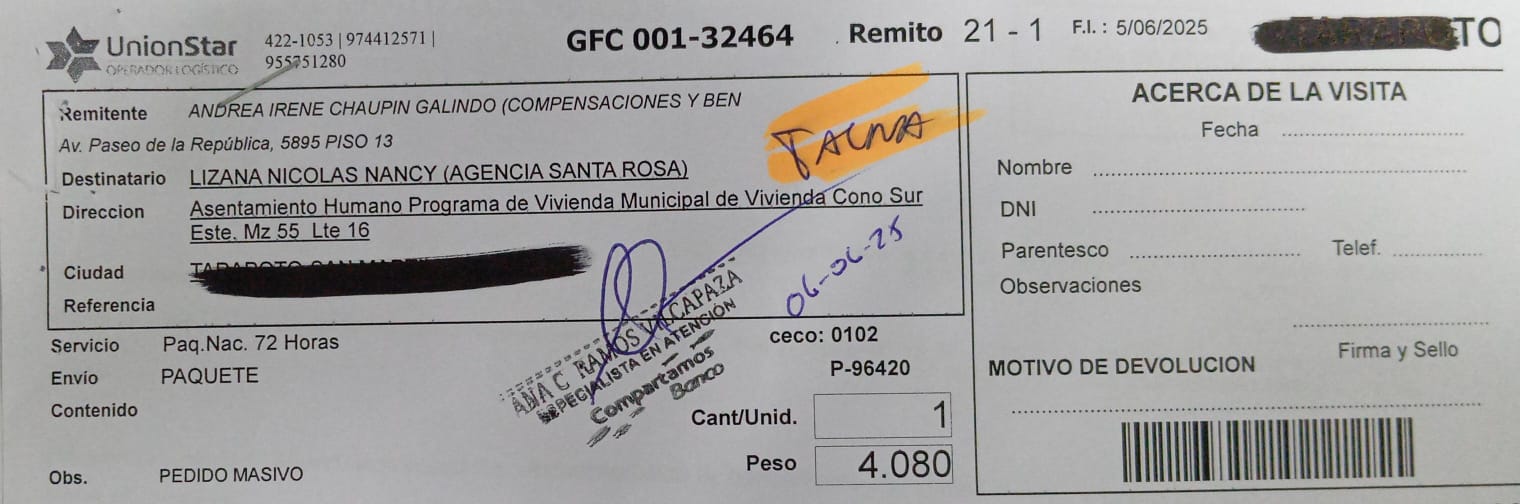 UnionStar
OPERADOR LOGÍSTICO
422-1053 | 974412571 |
955751280
GFC 001-32464
Remito 21 - 1
F.I. : 5/06/2025
TO
Remitente ANDREA IRENE CHAUPIN GALINDO (COMPENSACIONES Y BEN
Av. Paseo de la República, 5895 PISO 13
TACNA
Destinatario LIZANA NICOLAS NANCY (AGENCIA SANTA ROSA)
Direccion Asentamiento Humano Programa de Vivienda Municipal de Vivienda Cono Sur
Este. Mz 55 Lte 16
Ciudad
Referencia
06-06-25
ANA C RAMOS VILCAPAZA
ESPECIALISTA EN ATENCIÓN
Compartamos
Banco
Servicio Paq.Nac. 72 Horas
ceco: 0102
Envío PAQUETE
P-96420
Contenido
Cant/Unid. 1
Peso 4.080
Obs. PEDIDO MASIVO
ACERCA DE LA VISITA
Fecha
Nombre
DNI
Parentesco Telef.
Observaciones
Firma y Sello
MOTIVO DE DEVOLUCION